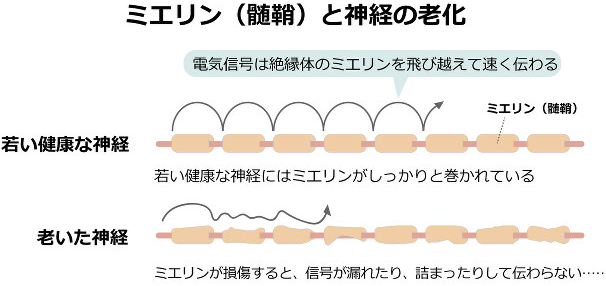 ミエリン（髄鞘）と神経の老化
電気信号は絶縁体のミエリンを飛び越えて速く伝わる
ミエリン（髄鞘）
若い健康な神経
若い健康な神経にはミエリンがしっかりと巻かれている
老いた神経
ミエリンが損傷すると、信号が漏れたり、詰まったりして伝わらない……